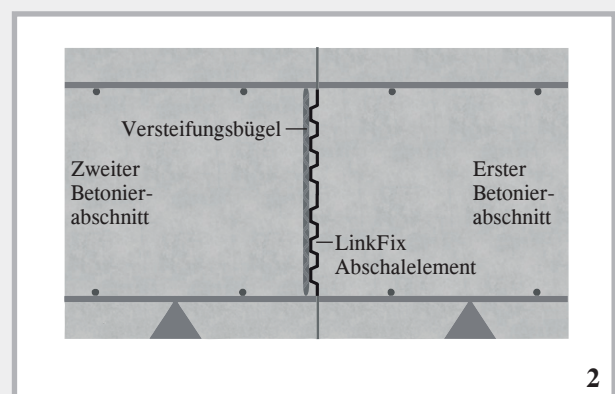 Versteifungsbügel
Zweiter
Betonier-
abschnitt
Erster
Betonier-
abschnitt
LinkFix
Abschalelement
2